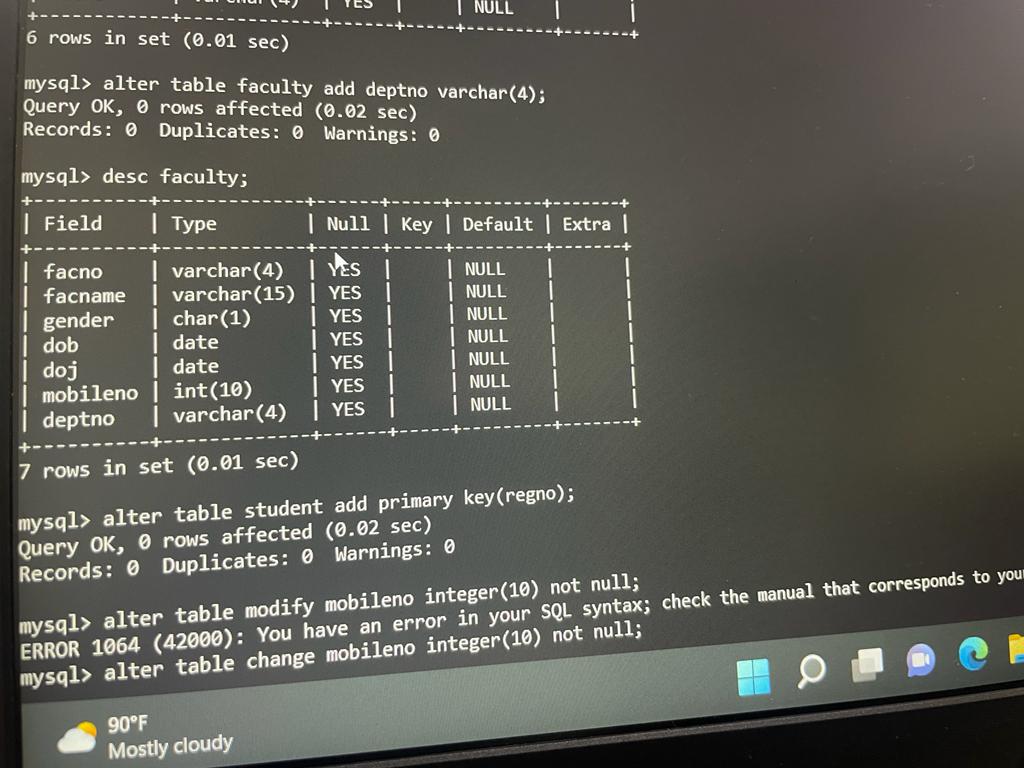 | YES | | NULL | |
+-----------+---------------+------+-----+---------+-------+
6 rows in set (0.01 sec)
mysql> alter table faculty add deptno varchar(4);
Query OK, 0 rows affected (0.02 sec)
Records: 0  Duplicates: 0  Warnings: 0
mysql> desc faculty;
+----------+-------------+------+-----+---------+-------+
| Field    | Type        | Null | Key | Default | Extra |
+----------+-------------+------+-----+---------+-------+
| facno    | varchar(4)  | YES  |     | NULL    |       |
| facname  | varchar(15) | YES  |     | NULL    |       |
| gender   | char(1)     | YES  |     | NULL    |       |
| dob      | date        | YES  |     | NULL    |       |
| doj      | date        | YES  |     | NULL    |       |
| mobileno | int(10)     | YES  |     | NULL    |       |
| deptno   | varchar(4)  | YES  |     | NULL    |       |
+----------+-------------+------+-----+---------+-------+
7 rows in set (0.01 sec)
mysql> alter table student add primary key(regno);
Query OK, 0 rows affected (0.02 sec)
Records: 0  Duplicates: 0  Warnings: 0
mysql> alter table modify mobileno integer(10) not null;
ERROR 1064 (42000): You have an error in your SQL syntax; check the manual that corresponds to your
mysql> alter table change mobileno integer(10) not null;
90°F
Mostly cloudy